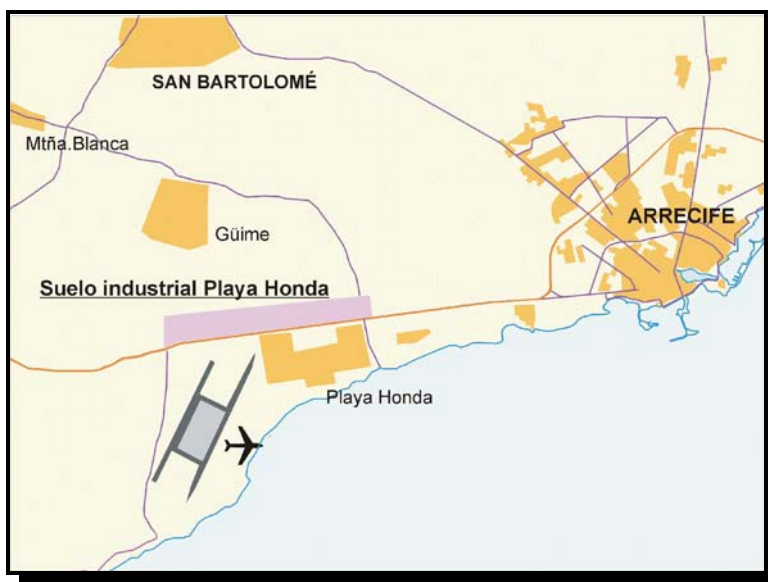 SAN BARTOLOMÉ
Mtña.Blanca
ARRECIFE
Güime
Suelo industrial Playa Honda
Playa Honda